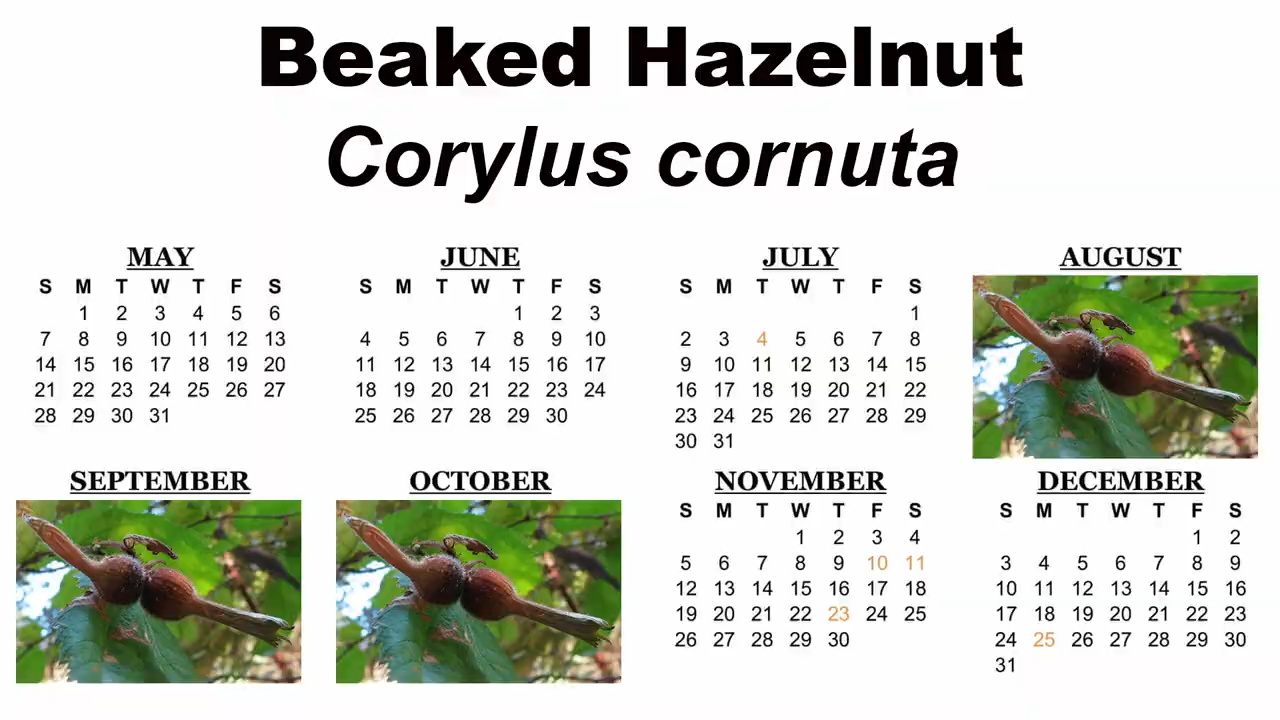 Beaked Hazelnut
Corylus cornuta
MAY
S M T W T F S
1 2 3 4 5 6
7 8 9 10 11 12 13
14 15 16 17 18 19 20
21 22 23 24 25 26 27
28 29 30 31
JUNE
S M T W T F S
1 2 3
4 5 6 7 8 9 10
11 12 13 14 15 16 17
18 19 20 21 22 23 24
25 26 27 28 29 30
JULY
S M T W T F S
1
2 3 4 5 6 7 8
9 10 11 12 13 14 15
16 17 18 19 20 21 22
23 24 25 26 27 28 29
30 31
AUGUST
SEPTEMBER
OCTOBER
NOVEMBER
S M T W T F S
1 2 3 4
5 6 7 8 9 10 11
12 13 14 15 16 17 18
19 20 21 22 23 24 25
26 27 28 29 30
DECEMBER
S M T W T F S
1 2
3 4 5 6 7 8 9
10 11 12 13 14 15 16
17 18 19 20 21 22 23
24 25 26 27 28 29 30
31